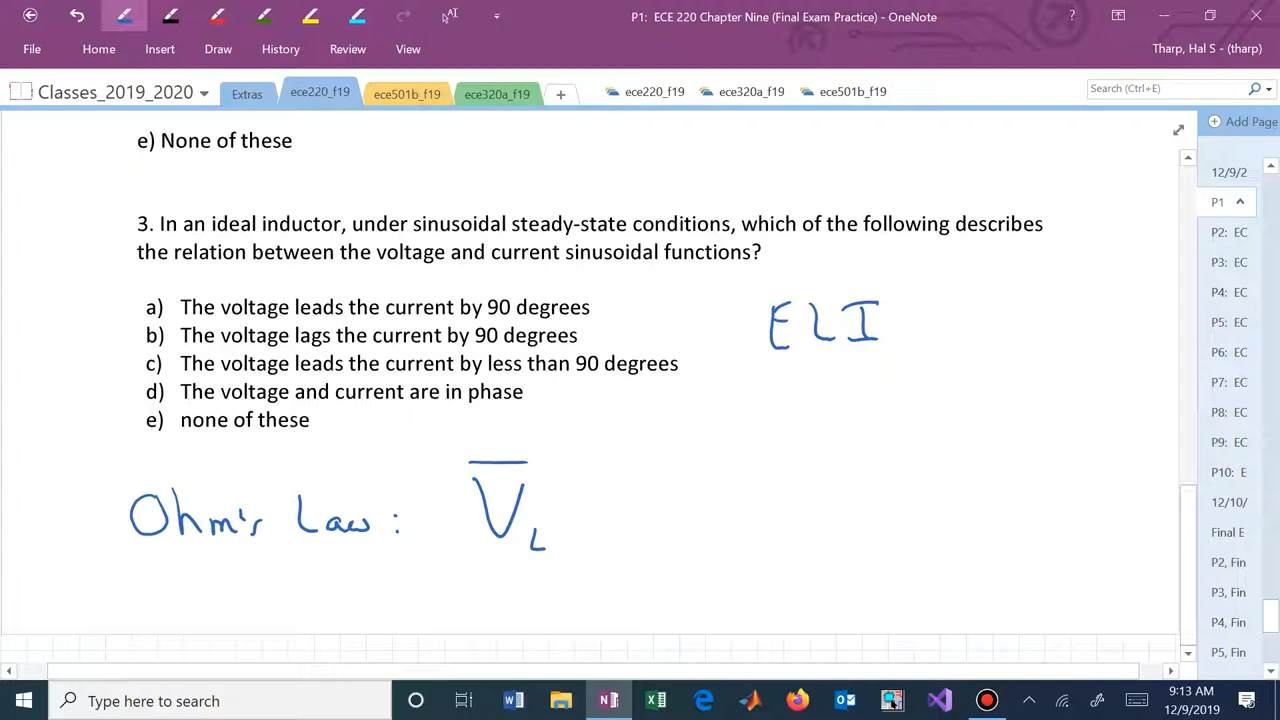 P1: ECE 220 Chapter Nine (Final Exam Practice) - OneNote
File Home Insert Draw History Review View
Tharp, Hal S - (tharp)
Classes_2019_2020
Extras ece220_f19 ece501b_f19 ece320a_f19 ece220_f19 ece320a_f19 ece501b_f19
Search (Ctrl+E)
Add Page
e) None of these
12/9/2
P1
P2: EC
P3: EC
P4: EC
P5: EC
P6: EC
P7: EC
P8: EC
P9: EC
P10: E
12/10/
Final E
P2, Fin
P3, Fin
P4, Fin
P5, Fin
3. In an ideal inductor, under sinusoidal steady-state conditions, which of the following describes
the relation between the voltage and current sinusoidal functions?
a) The voltage leads the current by 90 degrees
b) The voltage lags the current by 90 degrees
c) The voltage leads the current by less than 90 degrees
d) The voltage and current are in phase
e) none of these
ELI
Ohm's Law: V̅L
Type here to search
9:13 AM
12/9/2019